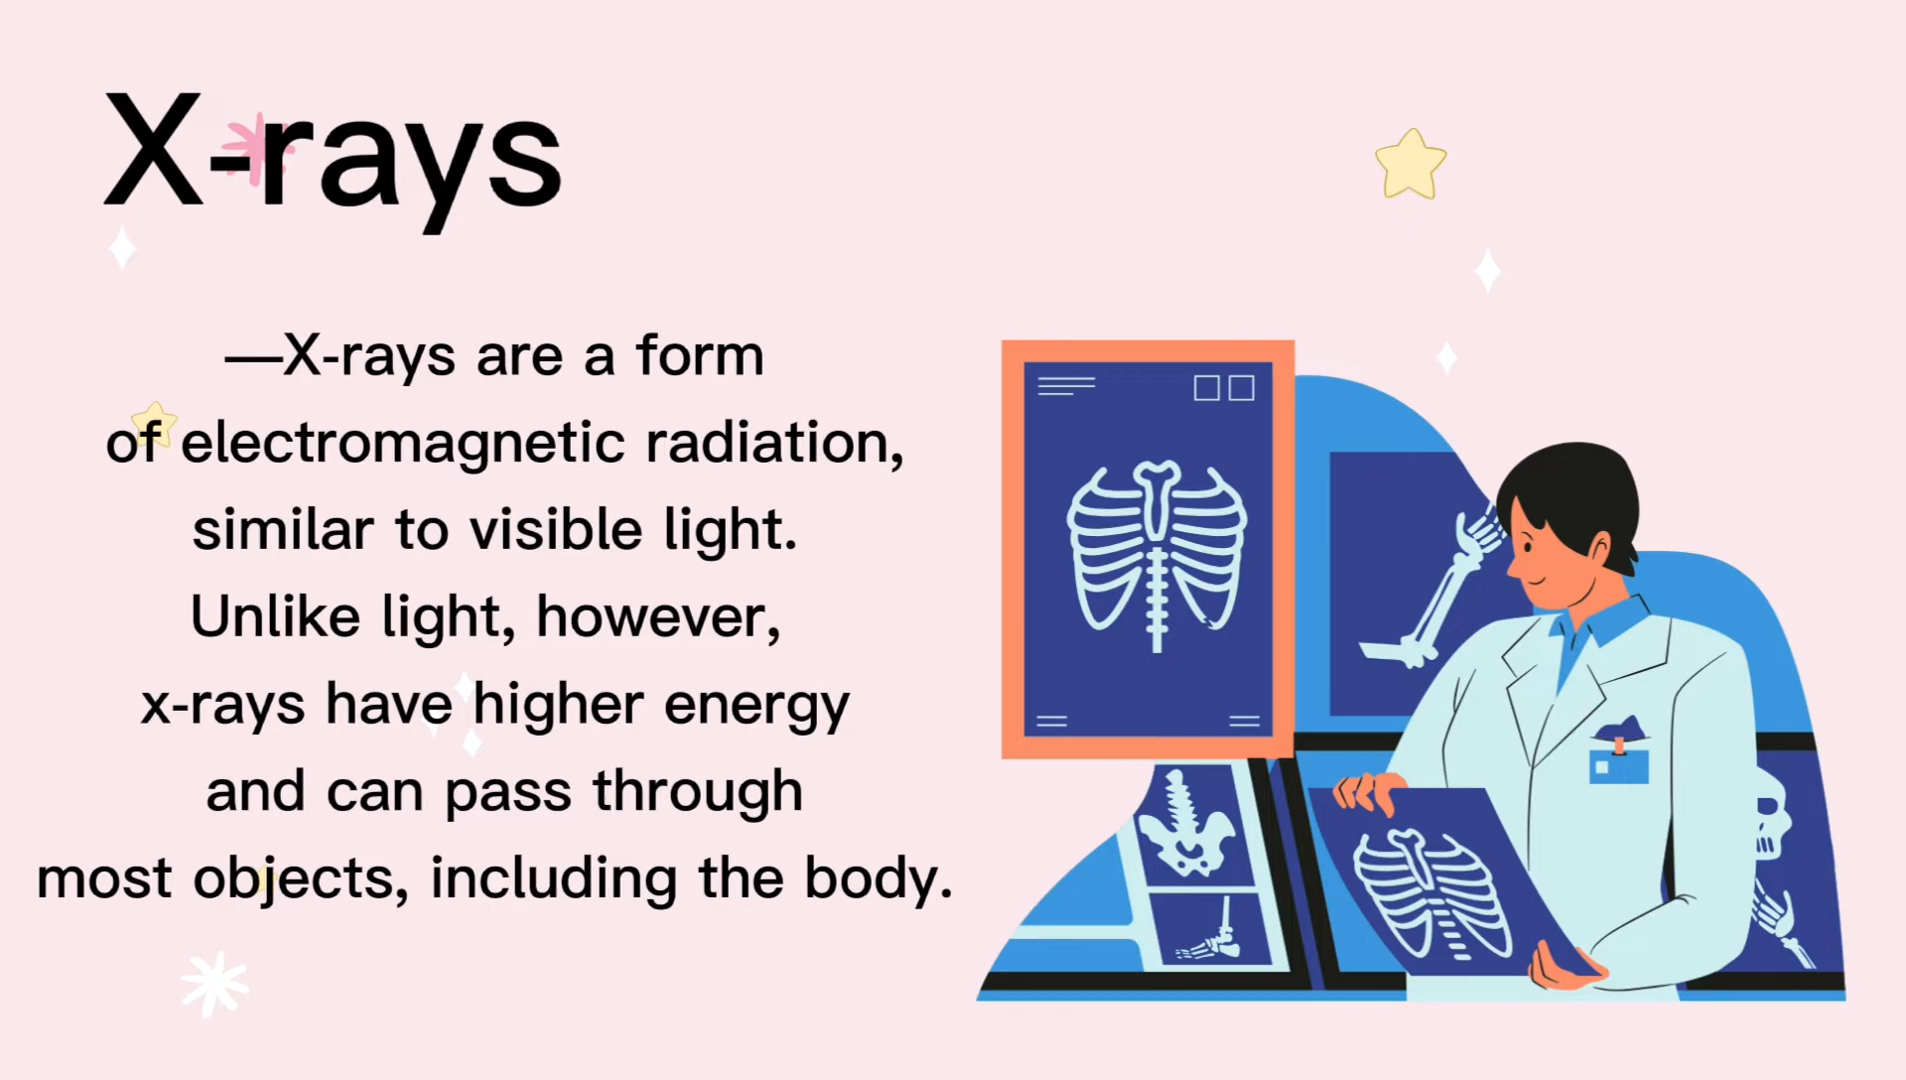 X-rays
—X-rays are a form
of electromagnetic radiation,
similar to visible light.
Unlike light, however,
x-rays have higher energy
and can pass through
most objects, including the body.